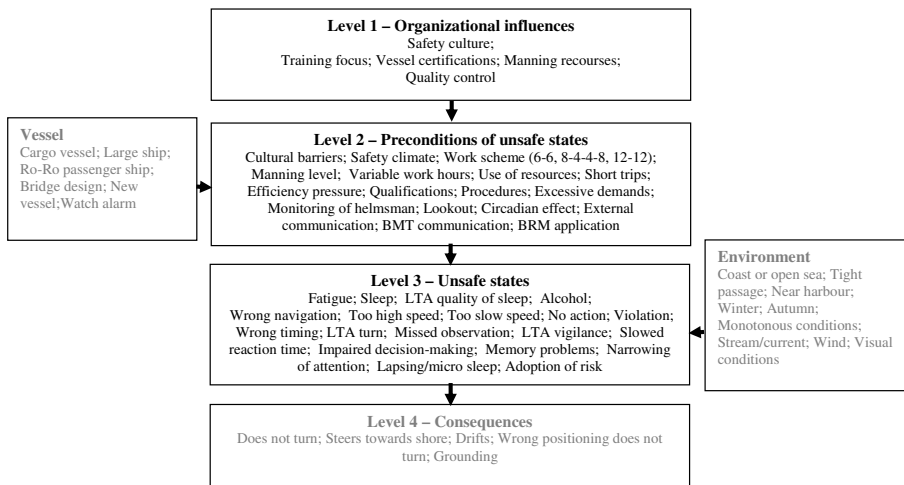 Level 1 – Organizational influences
Safety culture;
Training focus; Vessel certifications; Manning recourses;
Quality control
Vessel
Cargo vessel; Large ship;
Ro-Ro passenger ship;
Bridge design; New
vessel;Watch alarm
Level 2 – Preconditions of unsafe states
Cultural barriers; Safety climate; Work scheme (6-6, 8-4-4-8, 12-12);
Manning level; Variable work hours; Use of resources; Short trips;
Efficiency pressure; Qualifications; Procedures; Excessive demands;
Monitoring of helmsman; Lookout; Circadian effect; External
communication; BMT communication; BRM application
Level 3 – Unsafe states
Fatigue; Sleep; LTA quality of sleep; Alcohol;
Wrong navigation; Too high speed; Too slow speed; No action; Violation;
Wrong timing; LTA turn; Missed observation; LTA vigilance; Slowed
reaction time; Impaired decision-making; Memory problems; Narrowing
of attention; Lapsing/micro sleep; Adoption of risk
Environment
Coast or open sea; Tight
passage; Near harbour;
Winter; Autumn;
Monotonous conditions;
Stream/current; Wind; Visual
conditions
Level 4 – Consequences
Does not turn; Steers towards shore; Drifts; Wrong positioning does not
turn; Grounding